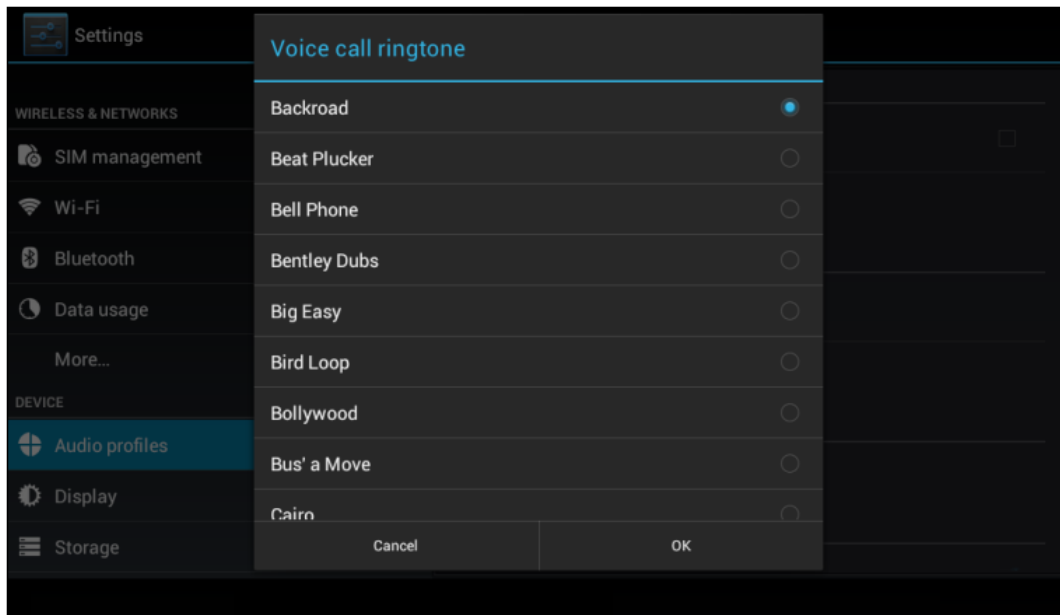 Settings
WIRELESS & NETWORKS
SIM management
Wi-Fi
Bluetooth
Data usage
More...
DEVICE
Audio profiles
Display
Storage
Voice call ringtone
Backroad
Beat Plucker
Bell Phone
Bentley Dubs
Big Easy
Bird Loop
Bollywood
Bus' a Move
Cairo
Cancel
OK